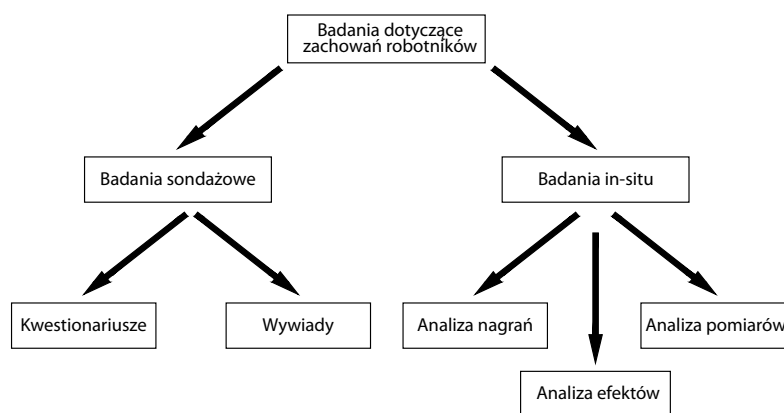 Badania dotyczące
zachowań robotników
Badania sondażowe
Badania in-situ
Kwestionariusze
Wywiady
Analiza nagrań
Analiza pomiarów
Analiza efektów